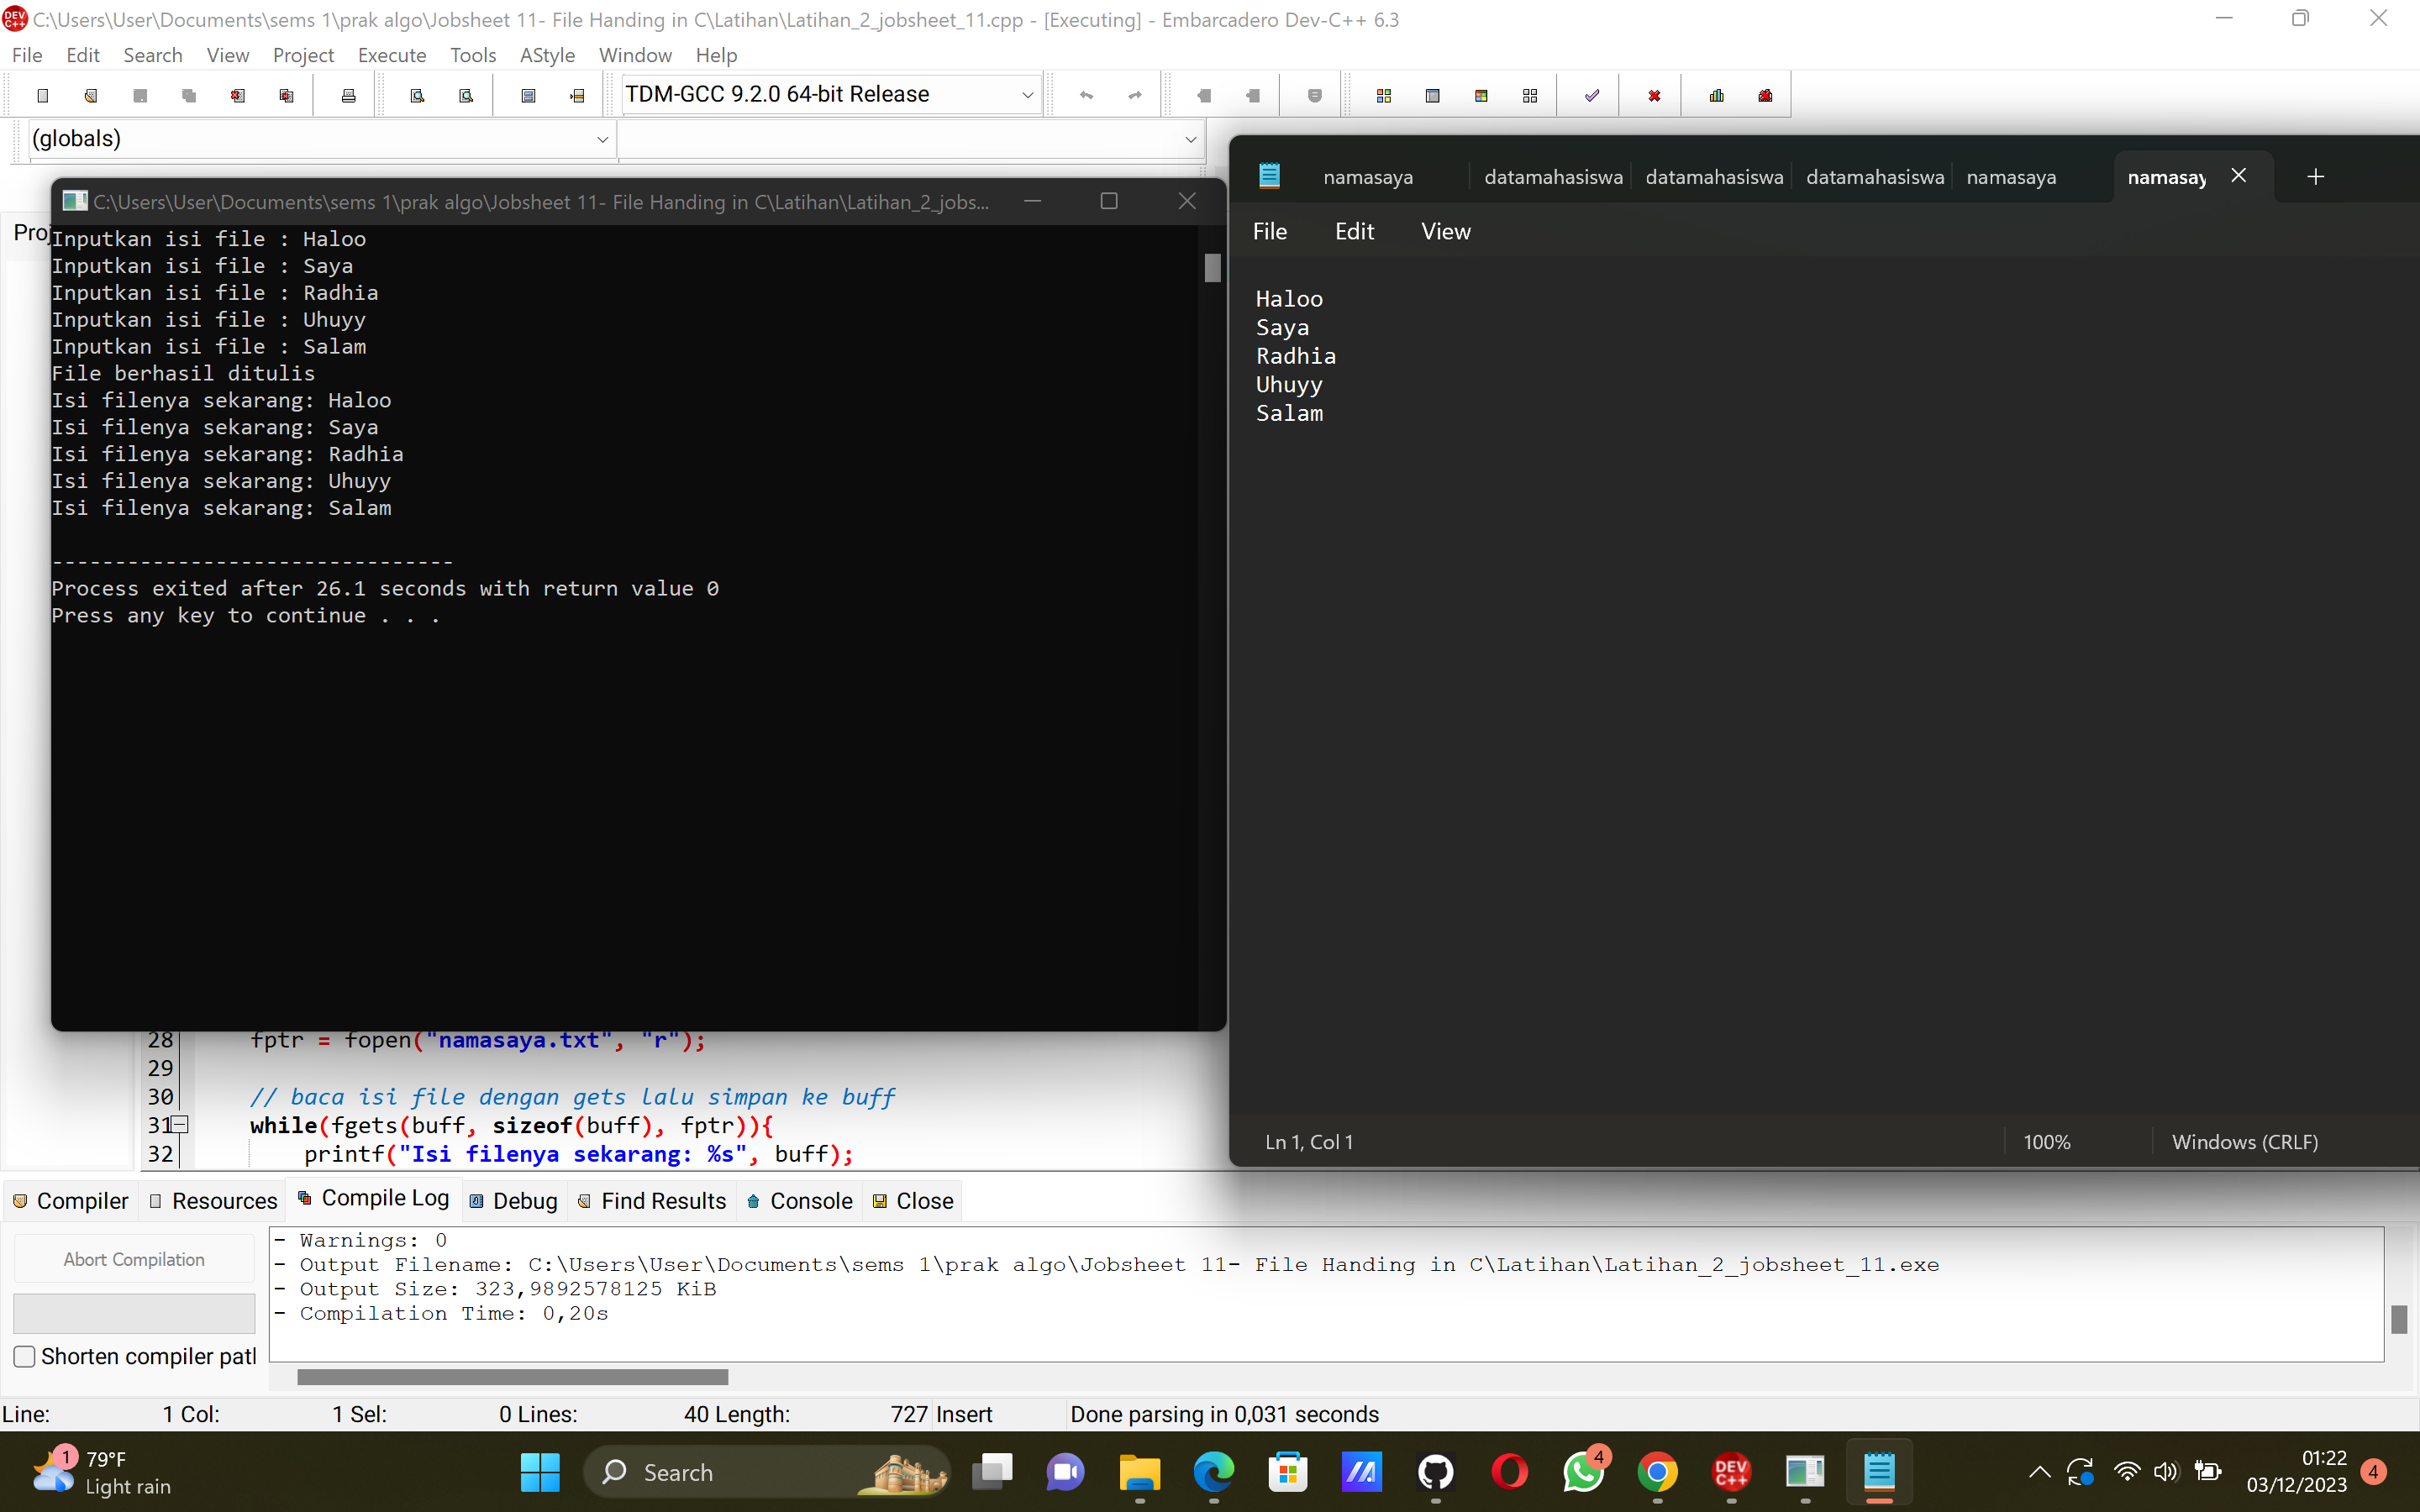 C:\Users\User\Documents\sems 1\prak algo\Jobsheet 11- File Handing in C\Latihan\Latihan_2_jobsheet_11.cpp - [Executing] - Embarcadero Dev-C++ 6.3
File Edit Search View Project Execute Tools AStyle Window Help
TDM-GCC 9.2.0 64-bit Release
(globals)
C:\Users\User\Documents\sems 1\prak algo\Jobsheet 11- File Handing in C\Latihan\Latihan_2_jobs...
Inputkan isi file : Haloo
Inputkan isi file : Saya
Inputkan isi file : Radhia
Inputkan isi file : Uhuyy
Inputkan isi file : Salam
File berhasil ditulis
Isi filenya sekarang: Haloo
Isi filenya sekarang: Saya
Isi filenya sekarang: Radhia
Isi filenya sekarang: Uhuyy
Isi filenya sekarang: Salam
--------------------------------
Process exited after 26.1 seconds with return value 0
Press any key to continue . . .
namasaya datamahasiswa datamahasiswa datamahasiswa namasaya namasay
File Edit View
Haloo
Saya
Radhia
Uhuyy
Salam
Ln 1, Col 1 100% Windows (CRLF)
28 fptr = fopen("namasaya.txt", "r");
29
30 // baca isi file dengan gets lalu simpan ke buff
31 while(fgets(buff, sizeof(buff), fptr)){
32 printf("Isi filenya sekarang: %s", buff);
Compiler Resources Compile Log Debug Find Results Console Close
Abort Compilation
Shorten compiler patl
- Warnings: 0
- Output Filename: C:\Users\User\Documents\sems 1\prak algo\Jobsheet 11- File Handing in C\Latihan\Latihan_2_jobsheet_11.exe
- Output Size: 323,9892578125 KiB
- Compilation Time: 0,20s
Line: 1 Col: 1 Sel: 0 Lines: 40 Length: 727 Insert Done parsing in 0,031 seconds
1 79°F
Light rain
Search
4
DEV C++
01:22
03/12/2023
4